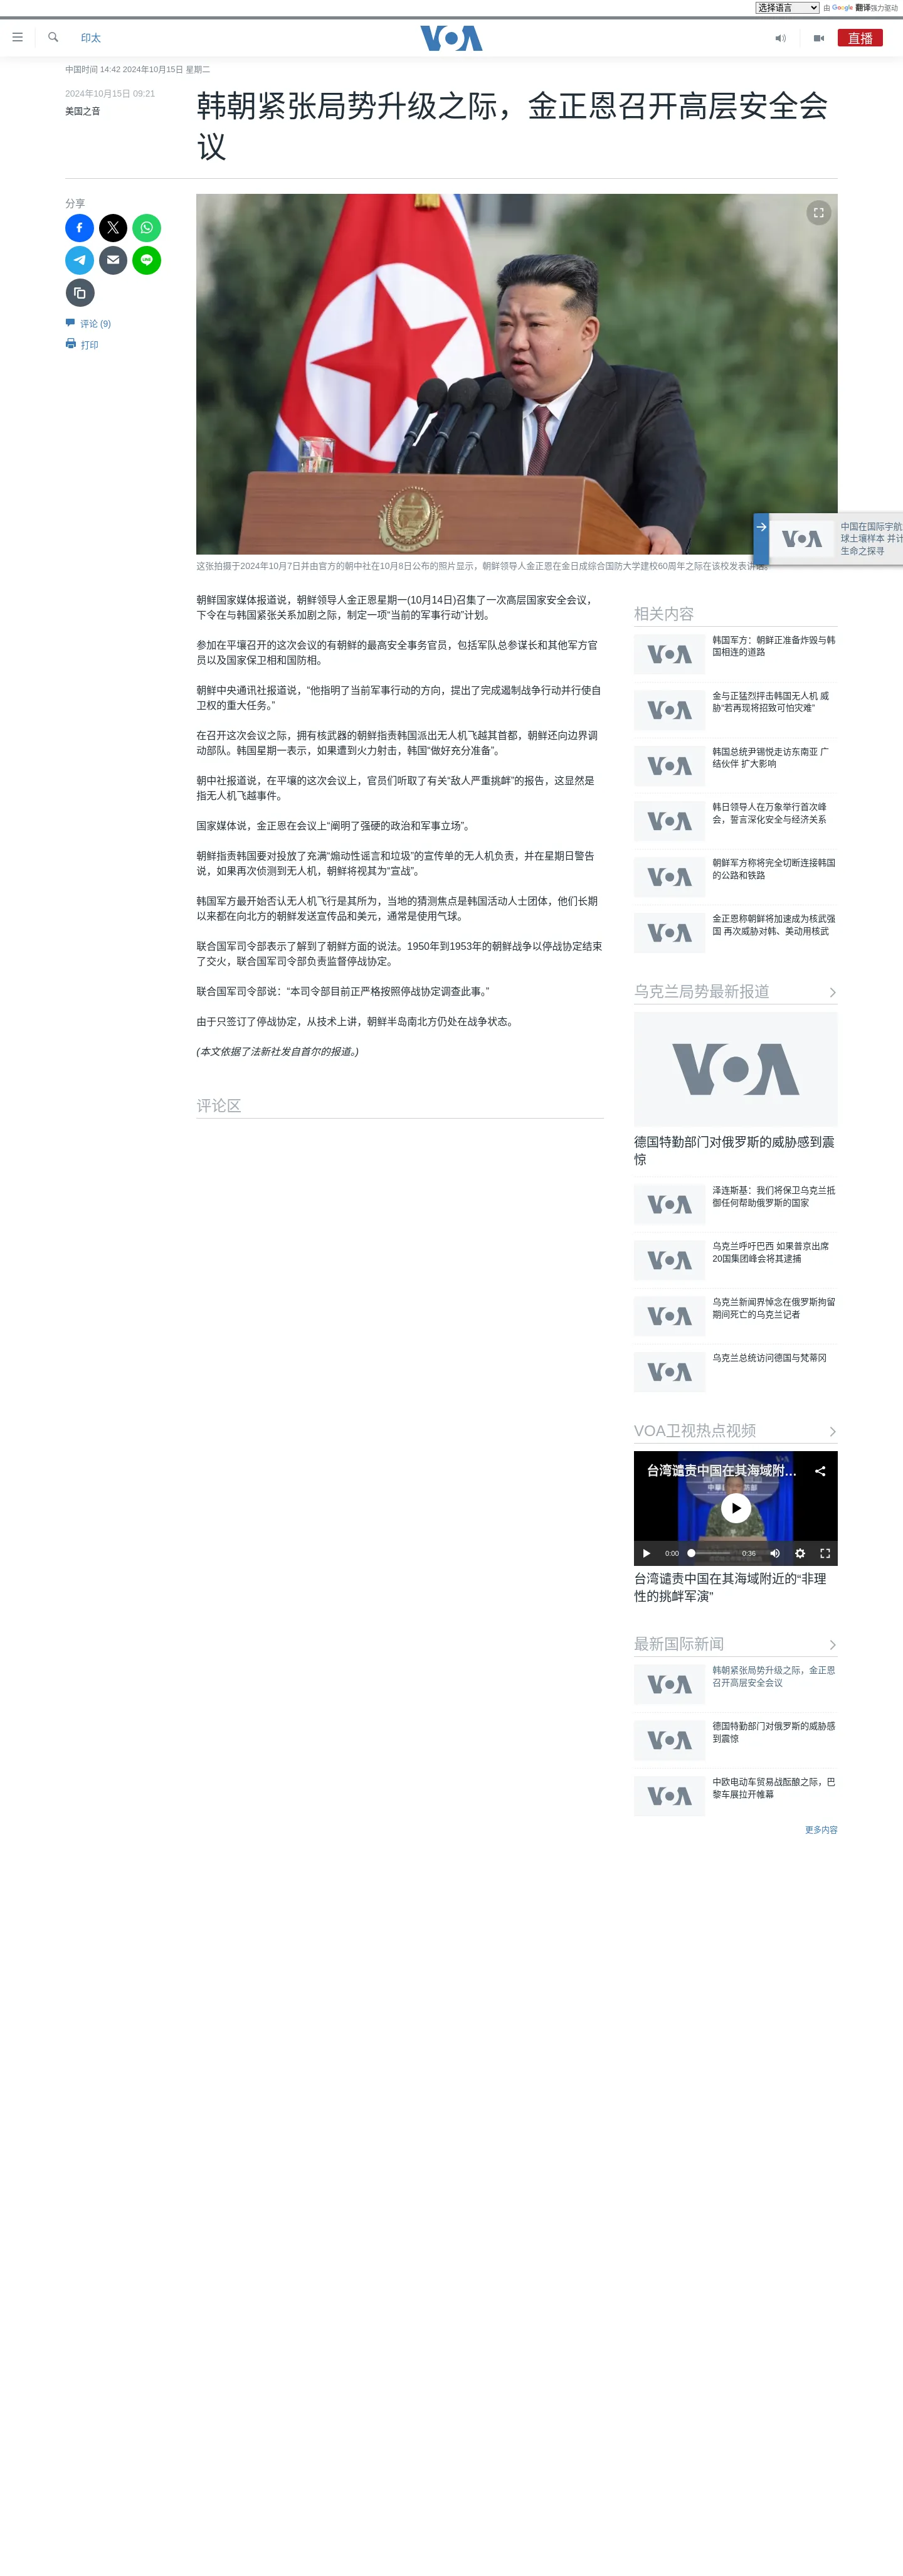 选择语言 由 Google 翻译强力驱动
印太
VOA
直播
中国时间 14:42 2024年10月15日 星期二
2024年10月15日 09:21
美国之音
韩朝紧张局势升级之际，金正恩召开高层安全会
议
分享
评论 (9)
打印
这张拍摄于2024年10月7日并由官方的朝中社在10月8日公布的照片显示，朝鲜领导人金正恩在金日成综合国防大学建校60周年之际在该校发表讲话。
VOA
中国在国际宇航
球土壤样本 并计
生命之探寻
朝鲜国家媒体报道说，朝鲜领导人金正恩星期一(10月14日)召集了一次高层国家安全会议，
下令在与韩国紧张关系加剧之际，制定一项“当前的军事行动”计划。
参加在平壤召开的这次会议的有朝鲜的最高安全事务官员，包括军队总参谋长和其他军方官
员以及国家保卫相和国防相。
朝鲜中央通讯社报道说，“他指明了当前军事行动的方向，提出了完成遏制战争行动并行使自
卫权的重大任务。”
在召开这次会议之际，拥有核武器的朝鲜指责韩国派出无人机飞越其首都，朝鲜还向边界调
动部队。韩国星期一表示，如果遭到火力射击，韩国“做好充分准备”。
朝中社报道说，在平壤的这次会议上，官员们听取了有关“敌人严重挑衅”的报告，这显然是
指无人机飞越事件。
国家媒体说，金正恩在会议上“阐明了强硬的政治和军事立场”。
朝鲜指责韩国要对投放了充满“煽动性谣言和垃圾”的宣传单的无人机负责，并在星期日警告
说，如果再次侦测到无人机，朝鲜将视其为“宣战”。
韩国军方最开始否认无人机飞行是其所为，当地的猜测焦点是韩国活动人士团体，他们长期
以来都在向北方的朝鲜发送宣传品和美元，通常是使用气球。
联合国军司令部表示了解到了朝鲜方面的说法。1950年到1953年的朝鲜战争以停战协定结束
了交火，联合国军司令部负责监督停战协定。
联合国军司令部说：“本司令部目前正严格按照停战协定调查此事。”
由于只签订了停战协定，从技术上讲，朝鲜半岛南北方仍处在战争状态。
(本文依据了法新社发自首尔的报道。)
评论区
相关内容
VOA
韩国军方：朝鲜正准备炸毁与韩
国相连的道路
VOA
金与正猛烈抨击韩国无人机 威
胁“若再现将招致可怕灾难”
VOA
韩国总统尹锡悦走访东南亚 广
结伙伴 扩大影响
VOA
韩日领导人在万象举行首次峰
会，誓言深化安全与经济关系
VOA
朝鲜军方称将完全切断连接韩国
的公路和铁路
VOA
金正恩称朝鲜将加速成为核武强
国 再次威胁对韩、美动用核武
乌克兰局势最新报道
VOA
德国特勤部门对俄罗斯的威胁感到震
惊
VOA
泽连斯基：我们将保卫乌克兰抵
御任何帮助俄罗斯的国家
VOA
乌克兰呼吁巴西 如果普京出席
20国集团峰会将其逮捕
VOA
乌克兰新闻界悼念在俄罗斯拘留
期间死亡的乌克兰记者
VOA
乌克兰总统访问德国与梵蒂冈
VOA卫视热点视频
台湾谴责中国在其海域附...
0:00
0:36
台湾谴责中国在其海域附近的“非理
性的挑衅军演”
最新国际新闻
VOA
韩朝紧张局势升级之际，金正恩
召开高层安全会议
VOA
德国特勤部门对俄罗斯的威胁感
到震惊
VOA
中欧电动车贸易战酝酿之际，巴
黎车展拉开帷幕
更多内容